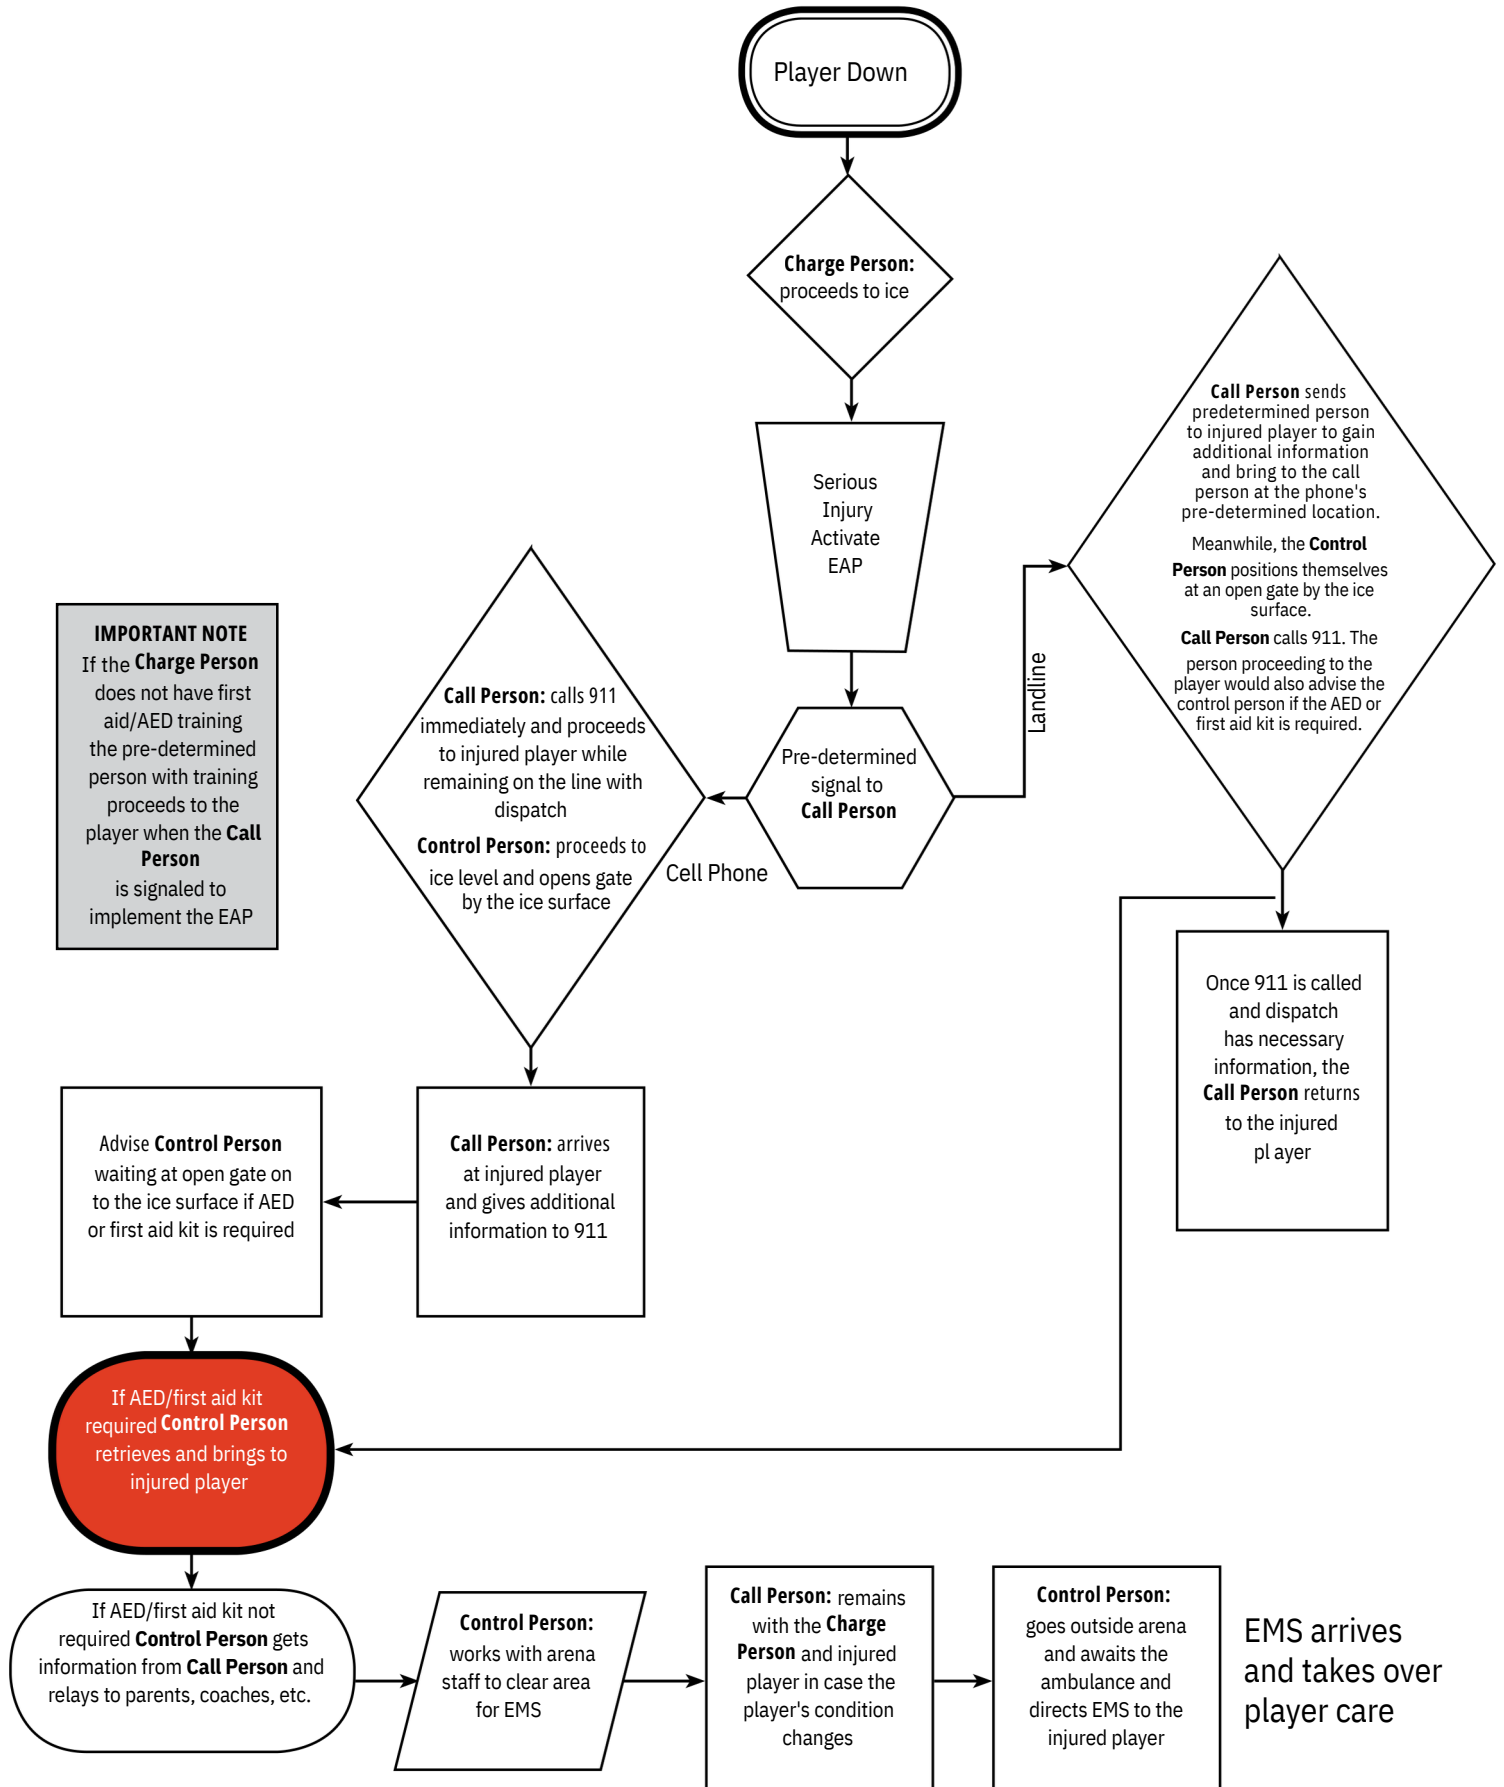 Player Down
Charge Person:
proceeds to ice
Serious
Injury
Activate
EAP
Pre-determined
signal to
Call Person
Landline
Call Person sends
predetermined person
to injured player to gain
additional information
and bring to the call
person at the phone's
pre-determined location.
Meanwhile, the Control
Person positions themselves
at an open gate by the ice
surface.
Call Person calls 911. The
person proceeding to the
player would also advise the
control person if the AED or
first aid kit is required.
Once 911 is called
and dispatch
has necessary
information, the
Call Person returns
to the injured
pl ayer
Cell Phone
Call Person: calls 911
immediately and proceeds
to injured player while
remaining on the line with
dispatch
Control Person: proceeds to
ice level and opens gate
by the ice surface
IMPORTANT NOTE
If the Charge Person
does not have first
aid/AED training
the pre-determined
person with training
proceeds to the
player when the Call
Person
is signaled to
implement the EAP
Call Person: arrives
at injured player
and gives additional
information to 911
Advise Control Person
waiting at open gate on
to the ice surface if AED
or first aid kit is required
If AED/first aid kit
required Control Person
retrieves and brings to
injured player
If AED/first aid kit not
required Control Person gets
information from Call Person and
relays to parents, coaches, etc.
Control Person:
works with arena
staff to clear area
for EMS
Call Person: remains
with the Charge
Person and injured
player in case the
player's condition
changes
Control Person:
goes outside arena
and awaits the
ambulance and
directs EMS to the
injured player
EMS arrives
and takes over
player care